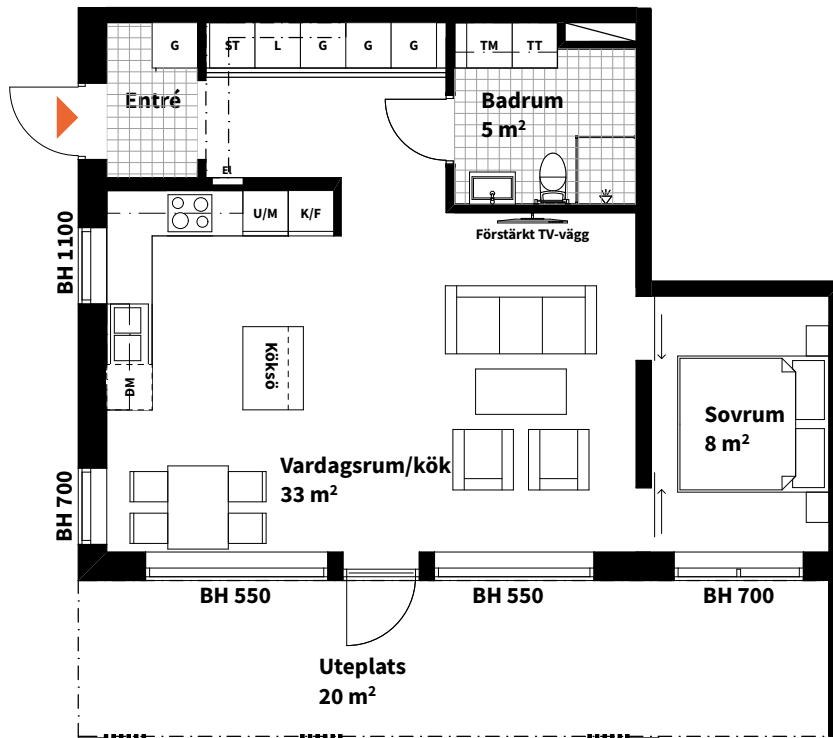 G
ST
L
G
G
G
TM
TT
Entré
Badrum
5 m²
El
U/M
K/F
Förstärkt TV-vägg
BH 1100
Köksö
DM
Sovrum
8 m²
Vardagsrum/kök
33 m²
BH 700
BH 550
BH 550
BH 700
Uteplats
20 m²